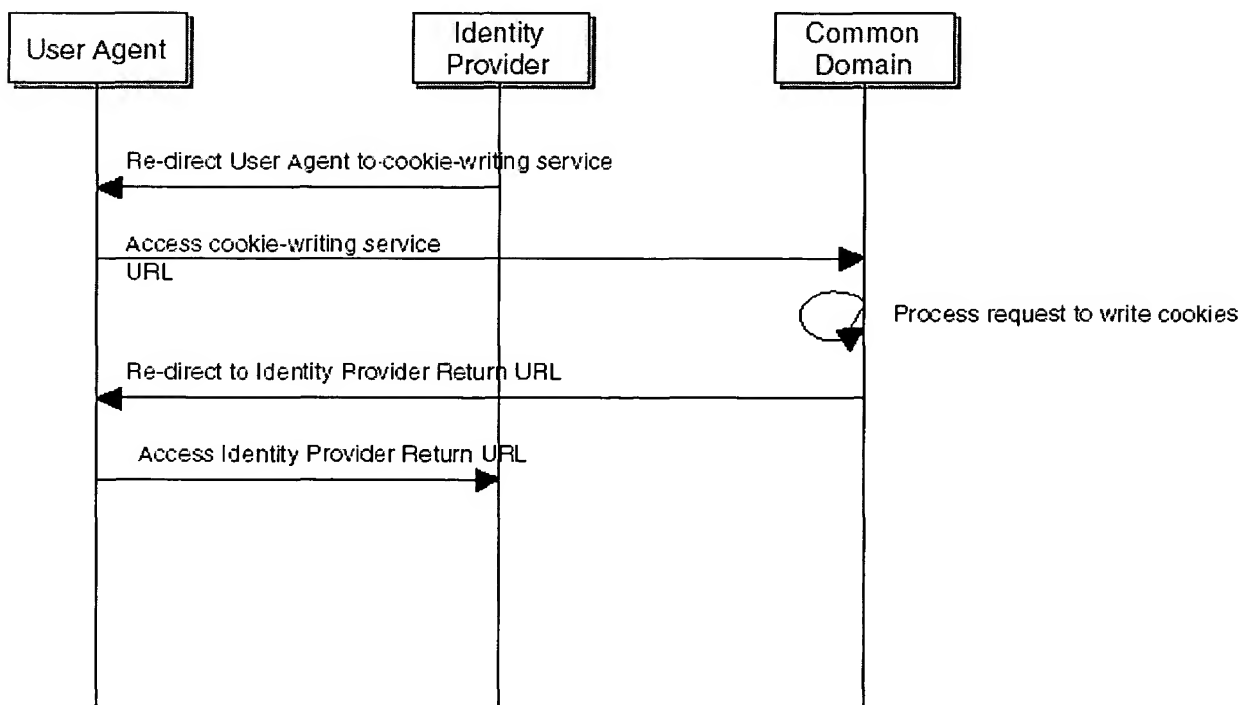 User Agent
Identity
Provider
Common
Domain
Re-direct User Agent to cookie-writing service
Access cookie-writing service
URL
Process request to write cookies
Re-direct to Identity Provider Return URL
Access Identity Provider Return URL